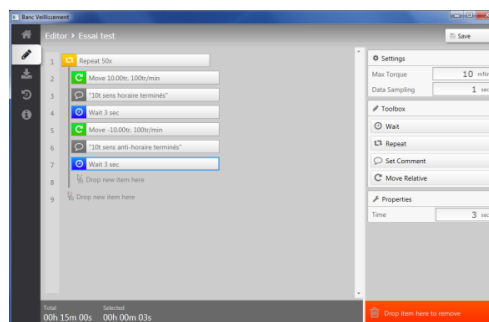 Banc Veillissement
Editor › Essai test
Save
1 Repeat 50x
2 Move 10.00tr, 100tr/min
3 "10t sens horaire terminés"
4 Wait 3 sec
5 Move -10.00tr, 100tr/min
6 "10t sens anti-horaire terminés"
7 Wait 3 sec
8 Drop new item here
9 Drop new item here
Settings
Max Torque 10
Data Sampling 1 sec
Toolbox
Wait
Repeat
Set Comment
Move Relative
Properties
Time 3 sec
Total Selected
00h 15m 00s 00h 00m 03s
Drop item here to remove